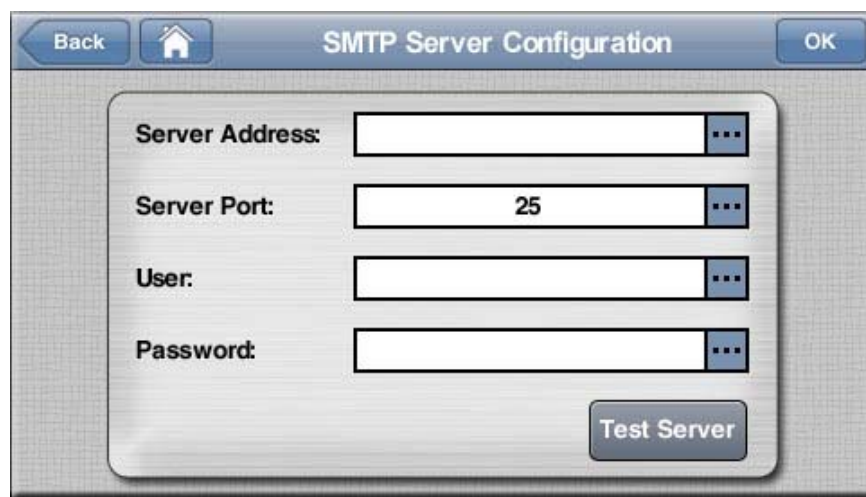 Back
SMTP Server Configuration
OK
Server Address:
...
Server Port:
25
...
User:
...
Password:
...
Test Server